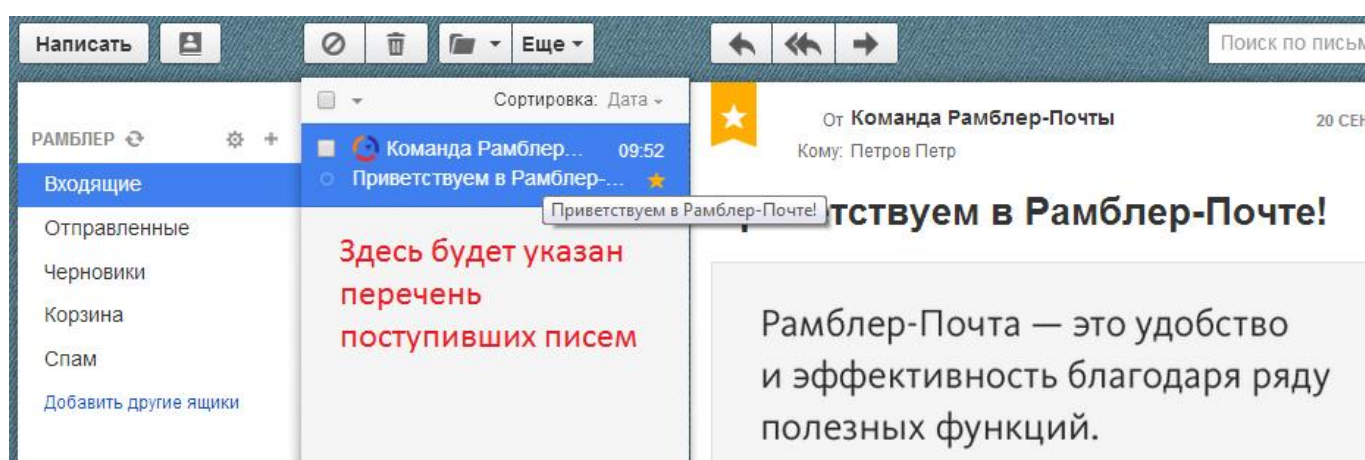 Написать
Еще
Поиск по письм
Сортировка: Дата
РАМБЛЕР
Входящие
Отправленные
Черновики
Корзина
Спам
Добавить другие ящики
Команда Рамблер... 09:52
Приветствуем в Рамблер-...
Приветствуем в Рамблер-Почте!
Здесь будет указан
перечень
поступивших писем
От Команда Рамблер-Почты 20 СЕН
Кому: Петров Петр
тствуем в Рамблер-Почте!
Рамблер-Почта — это удобство
и эффективность благодаря ряду
полезных функций.